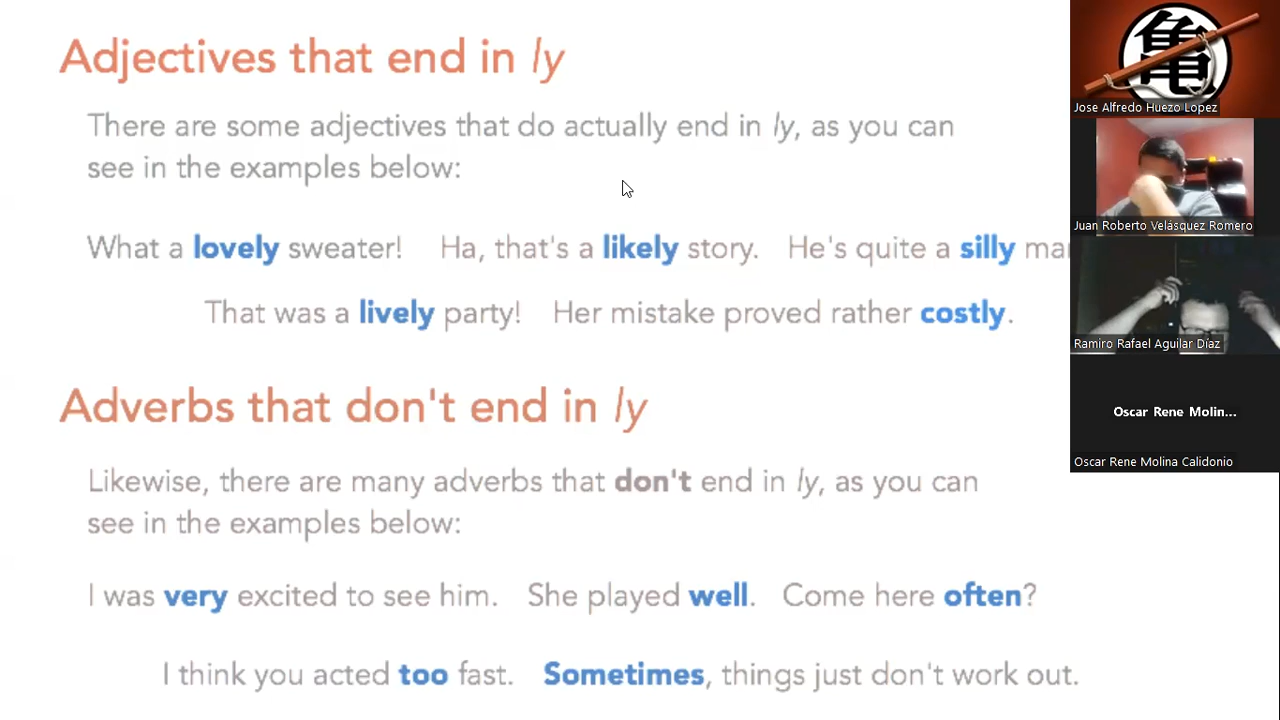 Adjectives that end in ly
There are some adjectives that do actually end in ly, as you can
see in the examples below:
What a lovely sweater! Ha, that's a likely story. He's quite a silly
That was a lively party! Her mistake proved rather costly.
Adverbs that don't end in ly
Likewise, there are many adverbs that don't end in ly, as you can
see in the examples below:
I was very excited to see him. She played well. Come here often?
I think you acted too fast. Sometimes, things just don't work out.
亀
Jose Alfredo Huezo Lopez
Juan Roberto Velásquez Romero
Ramiro Rafael Aguilar Díaz
Oscar Rene Molin...
Oscar Rene Molina Calidonio